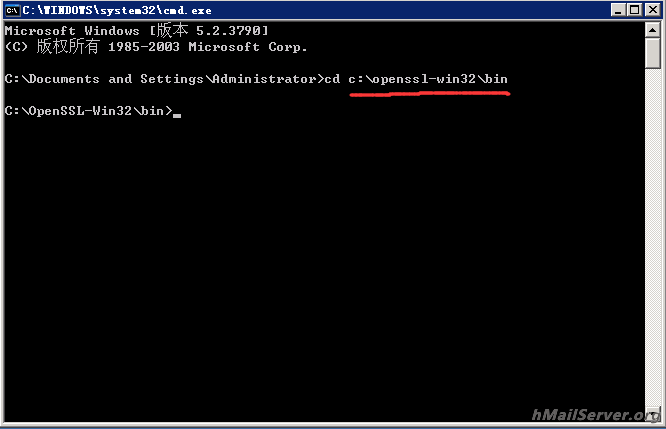 C:\WINDOWS\system32\cmd.exe
Microsoft Windows [版本 5.2.3790]
(C) 版权所有 1985-2003 Microsoft Corp.
C:\Documents and Settings\Administrator>cd c:\openssl-win32\bin
C:\OpenSSL-Win32\bin>_
hMailServer.org